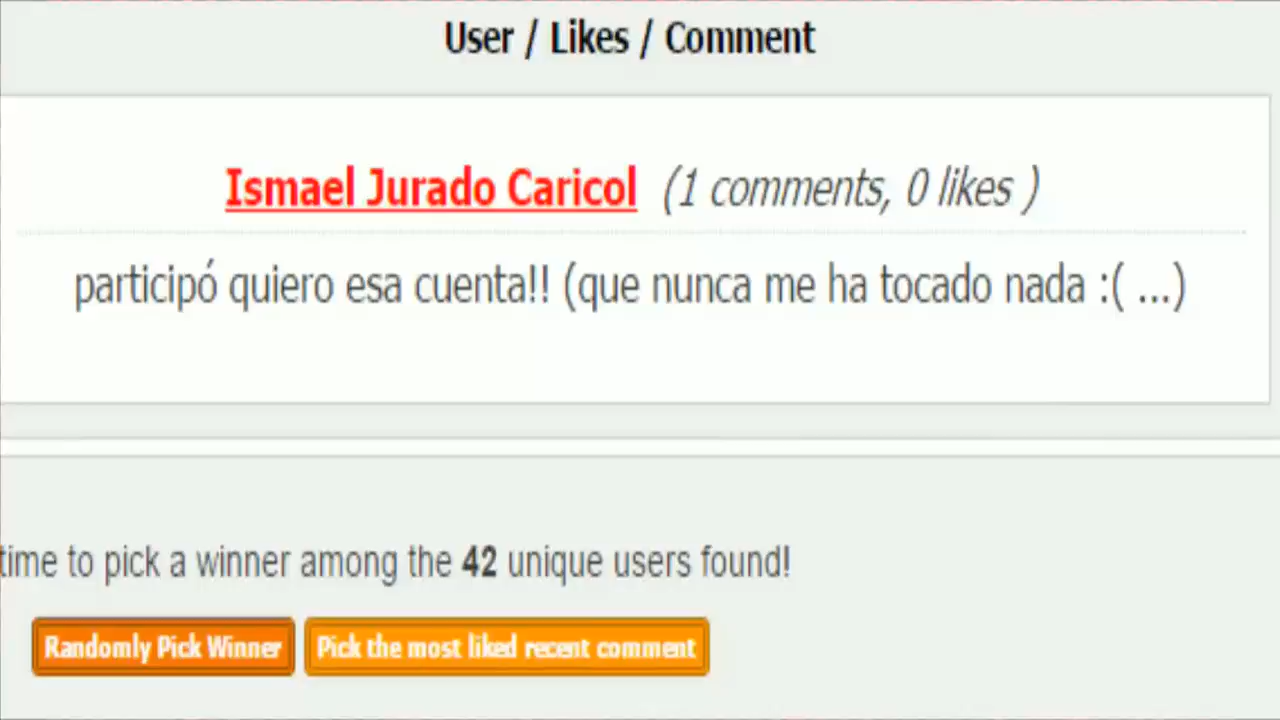 User / Likes / Comment
Ismael Jurado Caricol (1 comments, 0 likes )
participó quiero esa cuenta!! (que nunca me ha tocado nada :( ...)
time to pick a winner among the 42 unique users found!
Randomly Pick Winner Pick the most liked recent comment